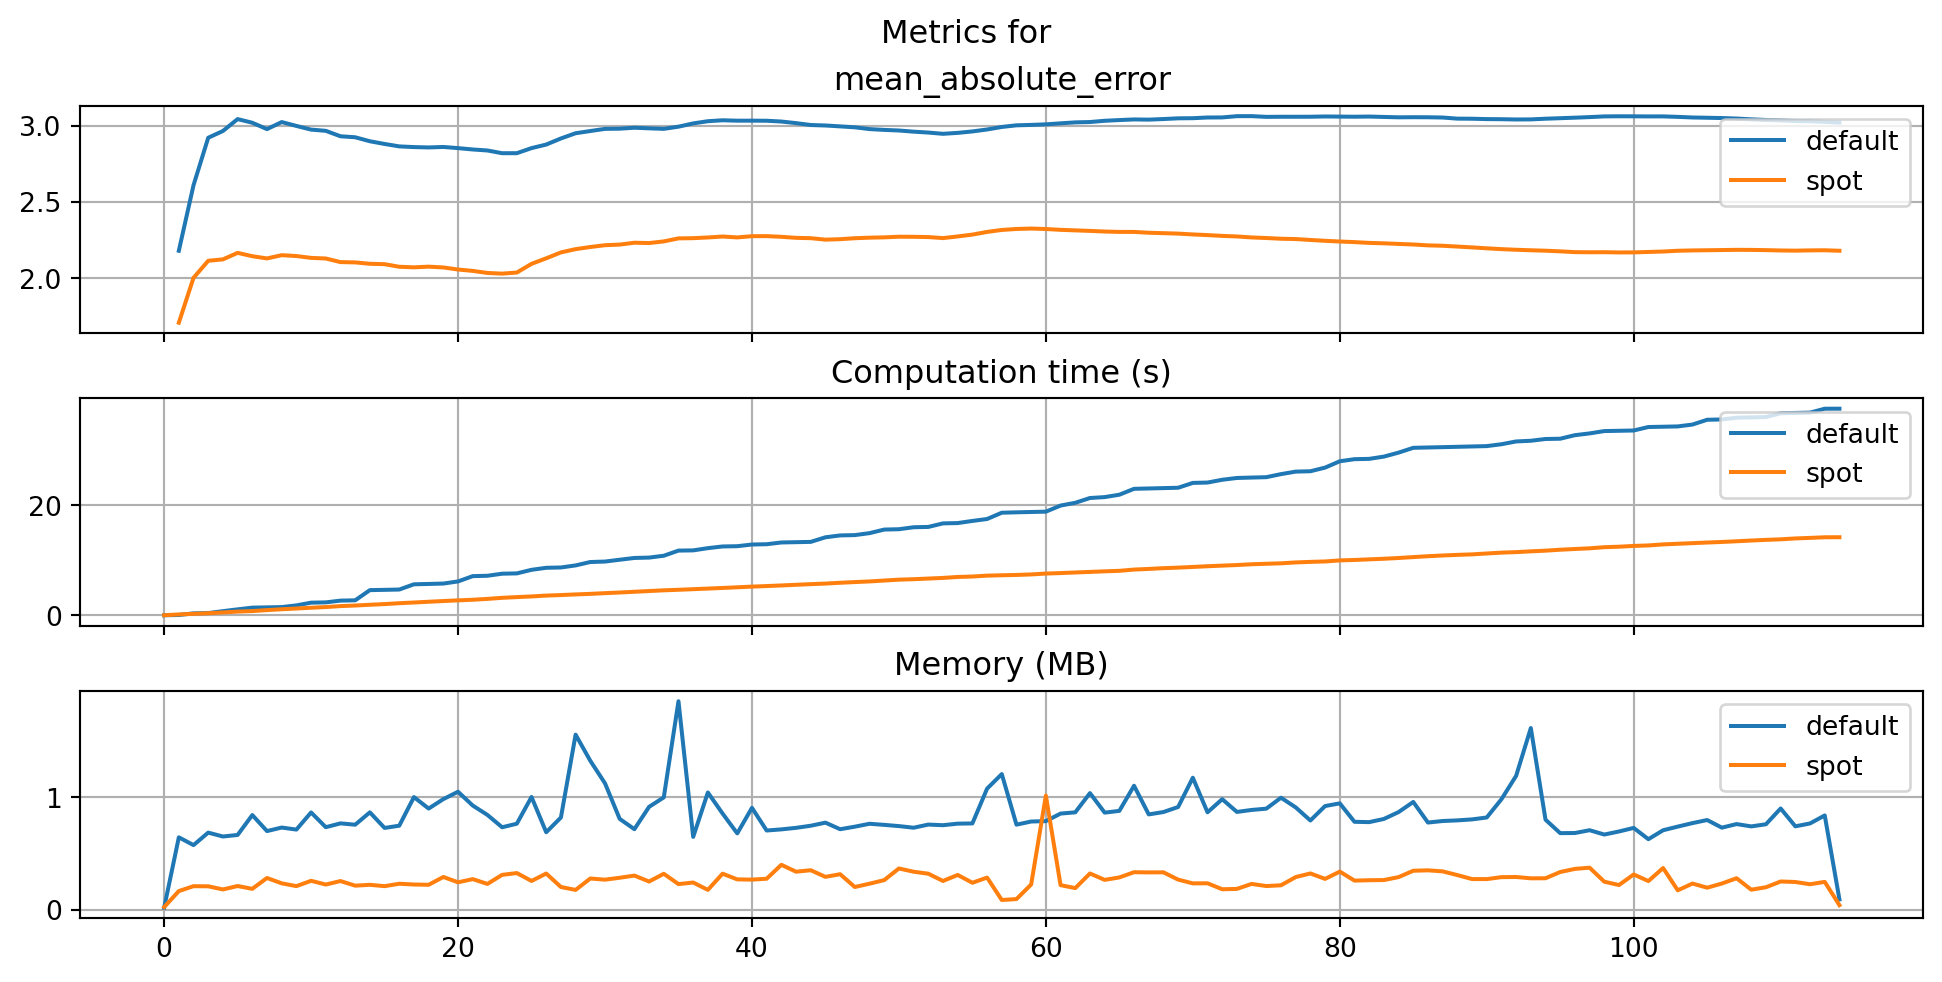 Metrics for
mean_absolute_error
3.0
2.5
2.0
default
spot
Computation time (s)
20
0
default
spot
Memory (MB)
1
0
default
spot
0 20 40 60 80 100